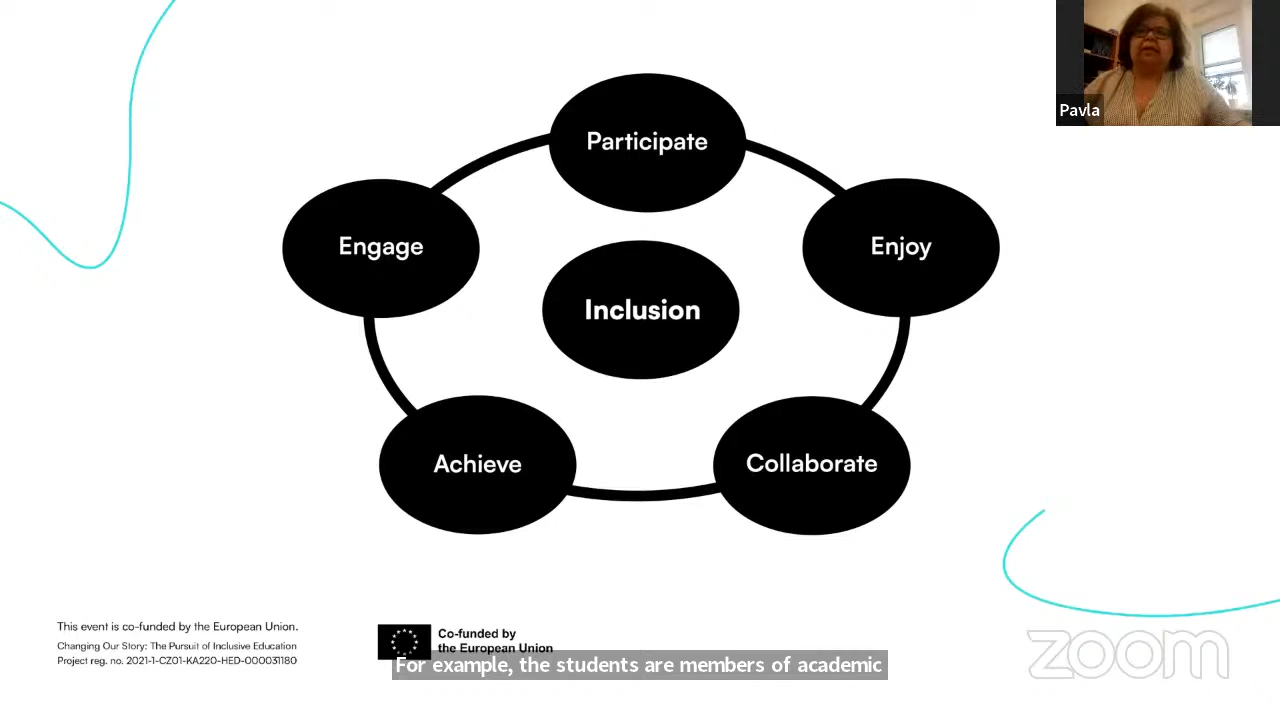 Pavla
Participate
Engage
Enjoy
Inclusion
Achieve
Collaborate
This event is co-funded by the European Union.
Changing Our Story: The Pursuit of Inclusive Education
Project reg. no. 2021-1-CZ01-KA220-HED-000031180
Co-funded by
the European Union
For example, the students are members of academic
zoom